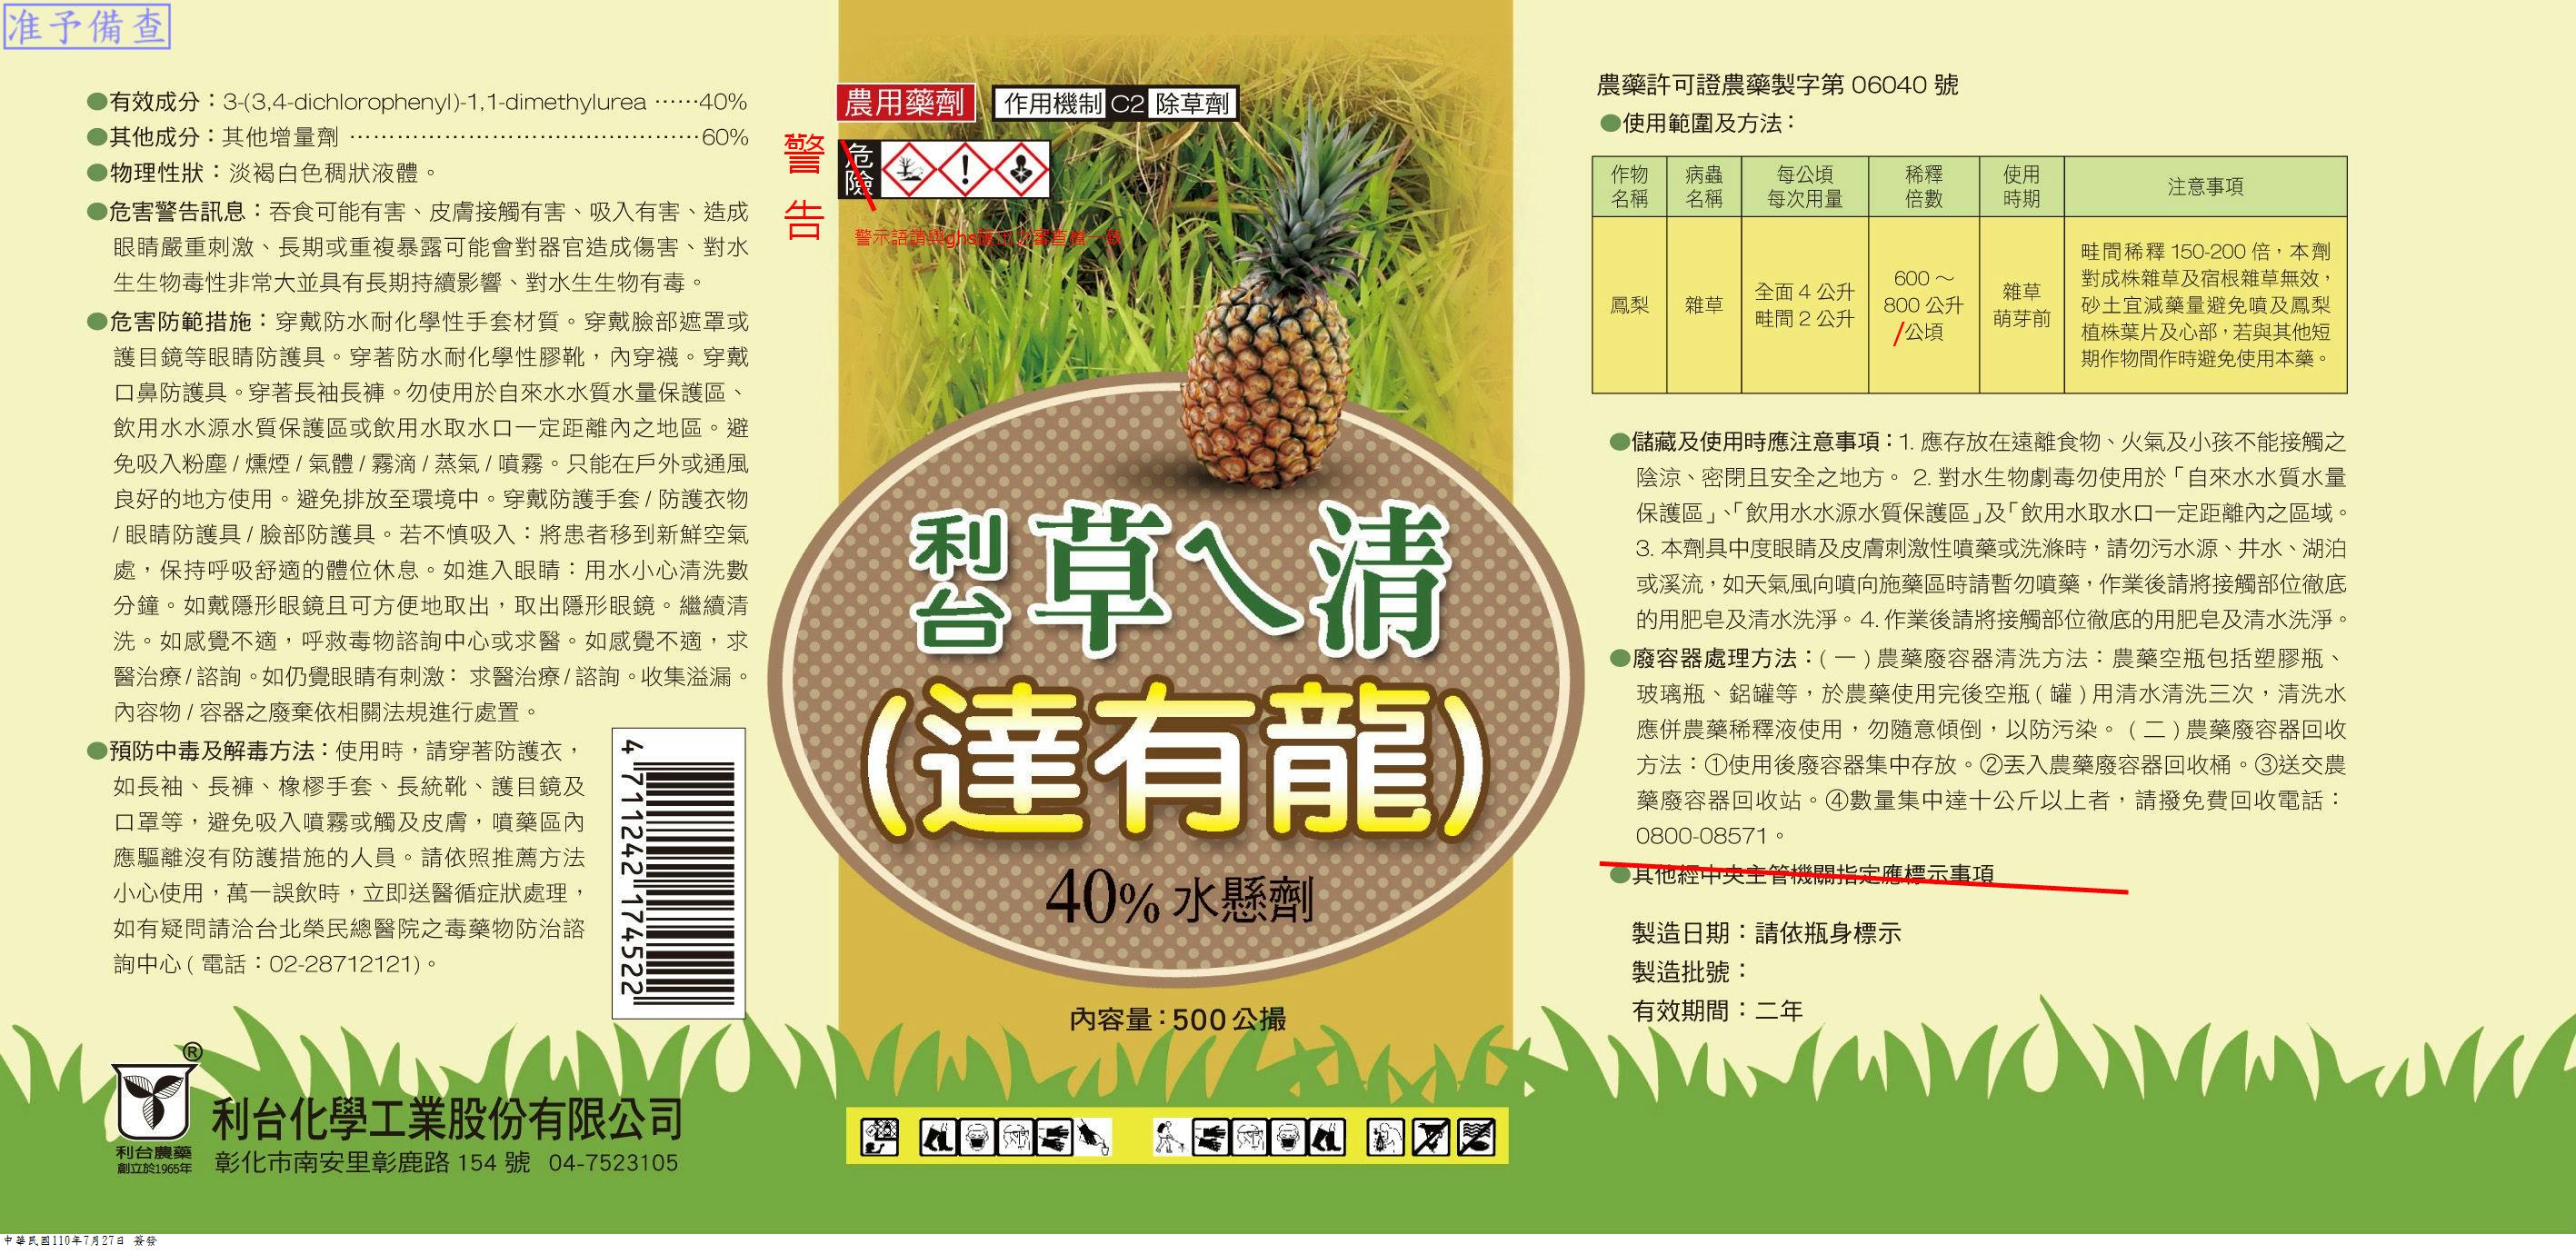 准予備查
●有效成分：3-(3,4-dichlorophenyl)-1,1-dimethylurea ……40%
●其他成分：其他增量劑 ………………………………………60%
●物理性狀：淡褐白色稠狀液體。
●危害警告訊息：吞食可能有害、皮膚接觸有害、吸入有害、造成
眼睛嚴重刺激、長期或重複暴露可能會對器官造成傷害、對水
生生物毒性非常大並具有長期持續影響、對水生生物有毒。
●危害防範措施：穿戴防水耐化學性手套材質。穿戴臉部遮罩或
護目鏡等眼睛防護具。穿著防水耐化學性膠靴，內穿襪。穿戴
口鼻防護具。穿著長袖長褲。勿使用於自來水水質水量保護區、
飲用水水源水質保護區或飲用水取水口一定距離內之地區。避
免吸入粉塵 / 燻煙 / 氣體 / 霧滴 / 蒸氣 / 噴霧。只能在戶外或通風
良好的地方使用。避免排放至環境中。穿戴防護手套 / 防護衣物
/ 眼睛防護具 / 臉部防護具。若不慎吸入：將患者移到新鮮空氣
處，保持呼吸舒適的體位休息。如進入眼睛：用水小心清洗數
分鐘。如戴隱形眼鏡且可方便地取出，取出隱形眼鏡。繼續清
洗。如感覺不適，呼救毒物諮詢中心或求醫。如感覺不適，求
醫治療 / 諮詢。如仍覺眼睛有刺激：求醫治療 / 諮詢。收集溢漏。
內容物 / 容器之廢棄依相關法規進行處置。
●預防中毒及解毒方法：使用時，請穿著防護衣，
如長袖、長褲、橡膠手套、長統靴、護目鏡及
口罩等，避免吸入噴霧或觸及皮膚，噴藥區內
應驅離沒有防護措施的人員。請依照推薦方法
小心使用，萬一誤飲時，立即送醫循症狀處理，
如有疑問請洽台北榮民總醫院之毒藥物防治諮
詢中心 ( 電話：02-28712121)。
4 711242 174522
®
利台農藥
創立於1965年
利台化學工業股份有限公司
彰化市南安里彰鹿路 154 號 04-7523105
農用藥劑
作用機制 C2 除草劑
警告
危險
警示語請與ghs
利台 草ㄟ清
(達有龍)
40% 水懸劑
內容量：500 公撮
農藥許可證農藥製字第 06040 號
●使用範圍及方法：
作物名稱 病蟲名稱 每公頃每次用量 稀釋倍數 使用時期 注意事項
鳳梨 雜草 全面 4 公升 畦間 2 公升 600 ～ 800 公升 /公頃 雜草萌芽前
畦間稀釋 150-200 倍，本劑
對成株雜草及宿根雜草無效，
砂土宜減藥量避免噴及鳳梨
植株葉片及心部，若與其他短
期作物間作時避免使用本藥。
●儲藏及使用時應注意事項：1. 應存放在遠離食物、火氣及小孩不能接觸之
陰涼、密閉且安全之地方。 2. 對水生物劇毒勿使用於「自來水水質水量
保護區」、「飲用水水源水質保護區」及「飲用水取水口一定距離內之區域。
3. 本劑具中度眼睛及皮膚刺激性噴藥或洗滌時，請勿污水源、井水、湖泊
或溪流，如天氣風向噴向施藥區時請暫勿噴藥，作業後請將接觸部位徹底
的用肥皂及清水洗淨。4. 作業後請將接觸部位徹底的用肥皂及清水洗淨。
●廢容器處理方法：( 一 ) 農藥廢容器清洗方法：農藥空瓶包括塑膠瓶、
玻璃瓶、鋁罐等，於農藥使用完後空瓶 ( 罐 ) 用清水清洗三次，清洗水
應併農藥稀釋液使用，勿隨意傾倒，以防污染。 ( 二 ) 農藥廢容器回收
方法：①使用後廢容器集中存放。②丟入農藥廢容器回收桶。③送交農
藥廢容器回收站。④數量集中達十公斤以上者，請撥免費回收電話：
0800-08571。
●其他經中央主管機關指定應標示事項
製造日期：請依瓶身標示
製造批號：
有效期間：二年
中華民國110年7月27日 簽發